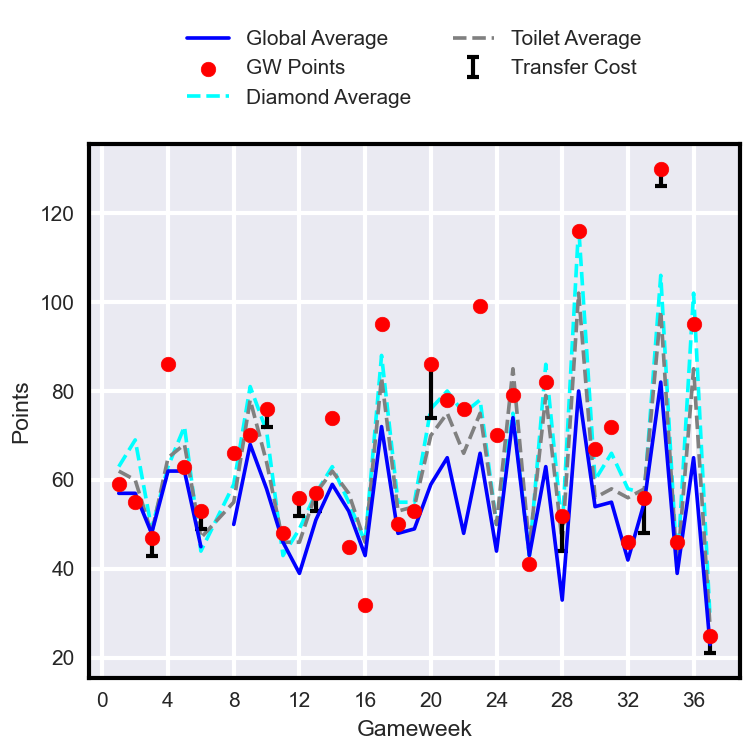 Global Average
GW Points
Diamond Average
Toilet Average
Transfer Cost
Points
120
100
80
60
40
20
0 4 8 12 16 20 24 28 32 36
Gameweek